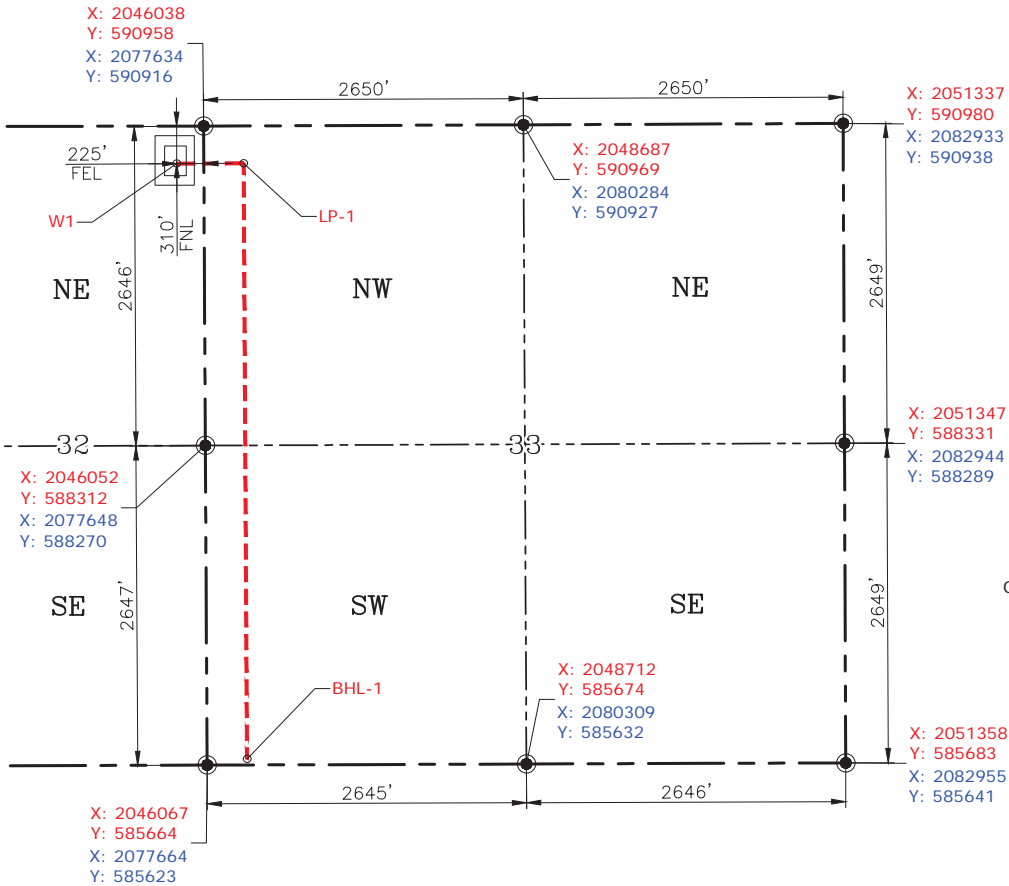 X: 2046038
Y: 590958
X: 2077634
Y: 590916
2650'
2650'
X: 2051337
Y: 590980
X: 2082933
Y: 590938
X: 2048687
Y: 590969
X: 2080284
Y: 590927
225'
FEL
W1
310'
FNL
LP-1
2646'
2649'
NE
NW
NE
32
33
X: 2051347
Y: 588331
X: 2082944
Y: 588289
X: 2046052
Y: 588312
X: 2077648
Y: 588270
SE
SW
SE
2647'
2649'
BHL-1
X: 2048712
Y: 585674
X: 2080309
Y: 585632
X: 2051358
Y: 585683
X: 2082955
Y: 585641
2645'
2646'
X: 2046067
Y: 585664
X: 2077664
Y: 585623